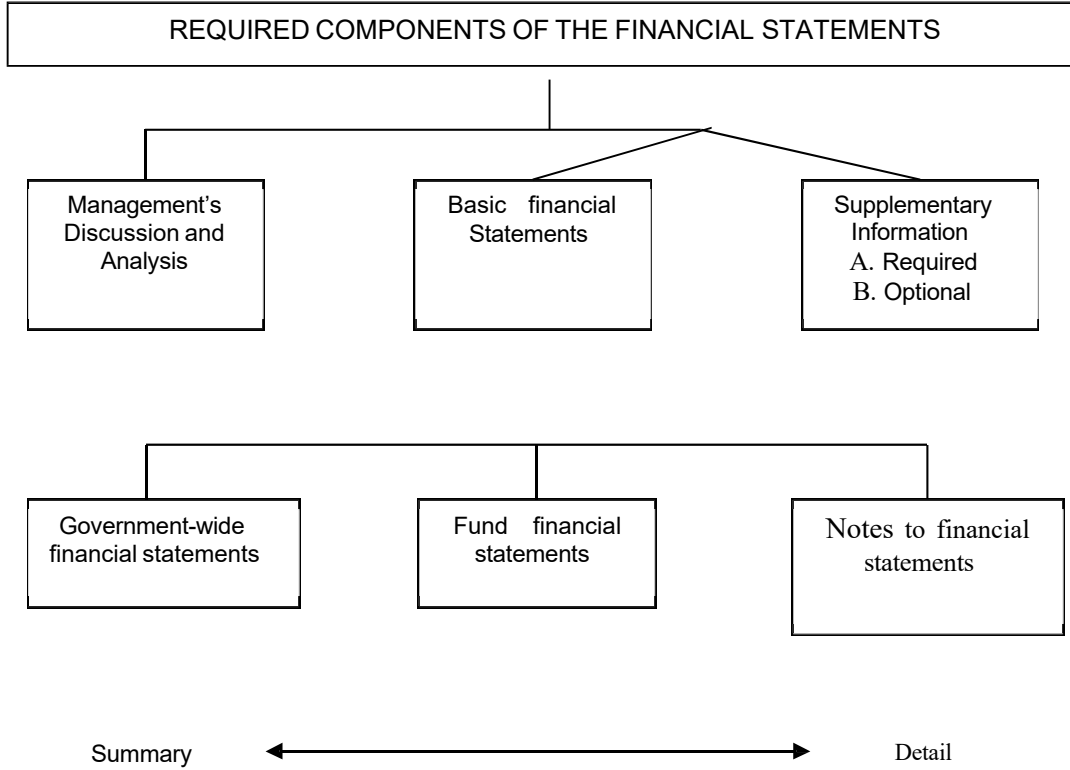 REQUIRED COMPONENTS OF THE FINANCIAL STATEMENTS
Management’s
Discussion and
Analysis
Basic financial
Statements
Supplementary
Information
A. Required
B. Optional
Government-wide
financial statements
Fund financial
statements
Notes to financial
statements
Summary
Detail